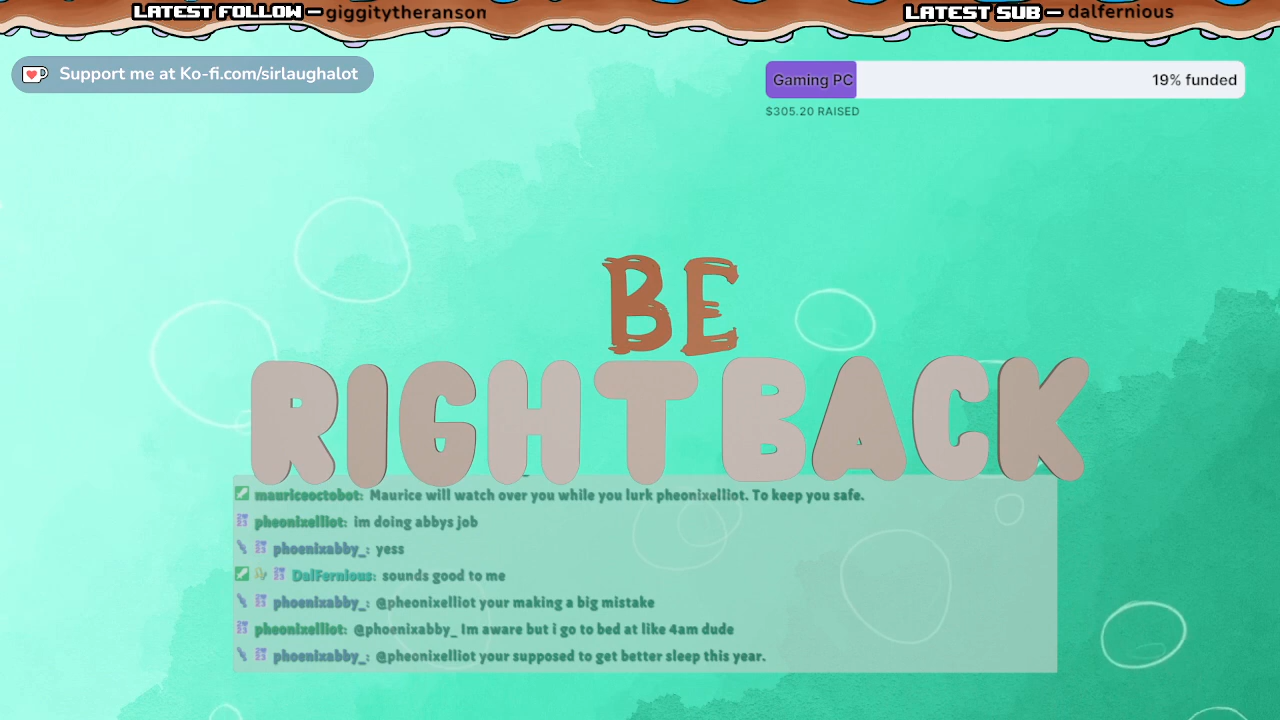 LATEST FOLLOW – giggitytheranson
LATEST SUB – dalfernious
Support me at Ko-fi.com/sirlaughalot
Gaming PC 19% funded
$305.20 RAISED
BE
RIGHT BACK
mauriceoctobot: Maurice will watch over you while you lurk pheonixelliot. To keep you safe.
pheonixelliot: im doing abbys job
phoenixabby_: yess
DalFernious: sounds good to me
phoenixabby_: @pheonixelliot your making a big mistake
pheonixelliot: @phoenixabby_ Im aware but i go to bed at like 4am dude
phoenixabby_: @pheonixelliot your supposed to get better sleep this year.